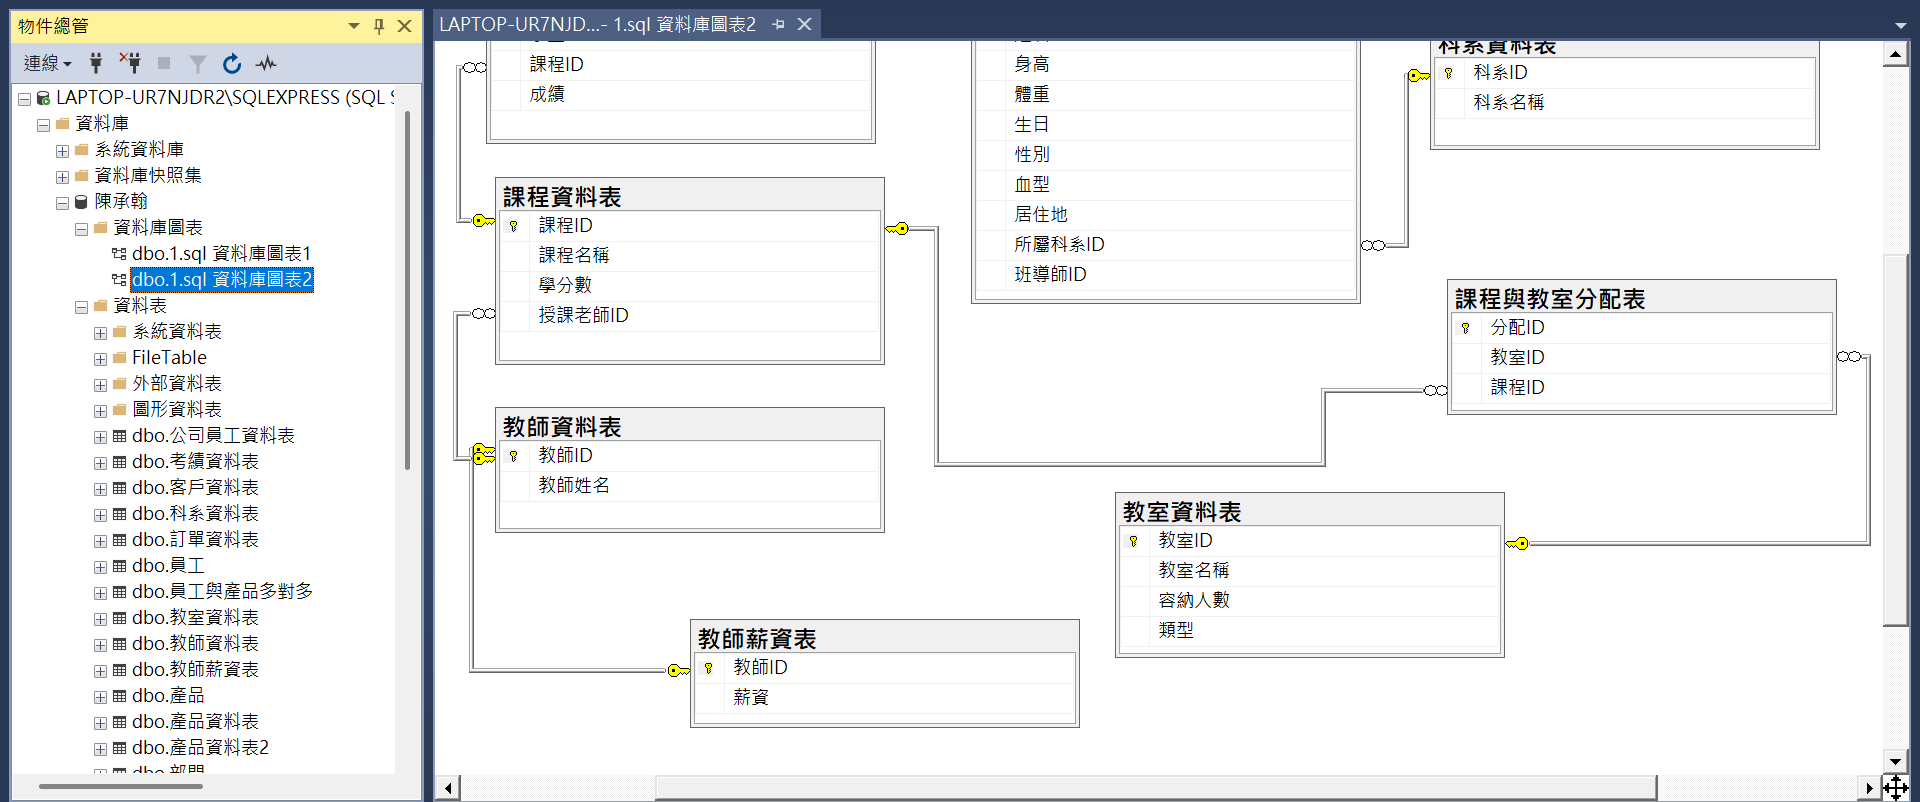 物件總管
連線
LAPTOP-UR7NJDR2\SQLEXPRESS (SQL S
資料庫
系統資料庫
資料庫快照集
陳承翰
資料庫圖表
dbo.1.sql 資料庫圖表1
dbo.1.sql 資料庫圖表2
資料表
系統資料表
FileTable
外部資料表
圖形資料表
dbo.公司員工資料表
dbo.考績資料表
dbo.客戶資料表
dbo.科系資料表
dbo.訂單資料表
dbo.員工
dbo.員工與產品多對多
dbo.教室資料表
dbo.教師資料表
dbo.教師薪資表
dbo.產品
dbo.產品資料表
dbo.產品資料表2
dbo.部門
LAPTOP-UR7NJD...- 1.sql 資料庫圖表2
課程ID
成績
課程資料表
課程ID
課程名稱
學分數
授課老師ID
教師資料表
教師ID
教師姓名
教師薪資表
教師ID
薪資
身高
體重
生日
性別
血型
居住地
所屬科系ID
班導師ID
科系資料表
科系ID
科系名稱
課程與教室分配表
分配ID
教室ID
課程ID
教室資料表
教室ID
教室名稱
容納人數
類型